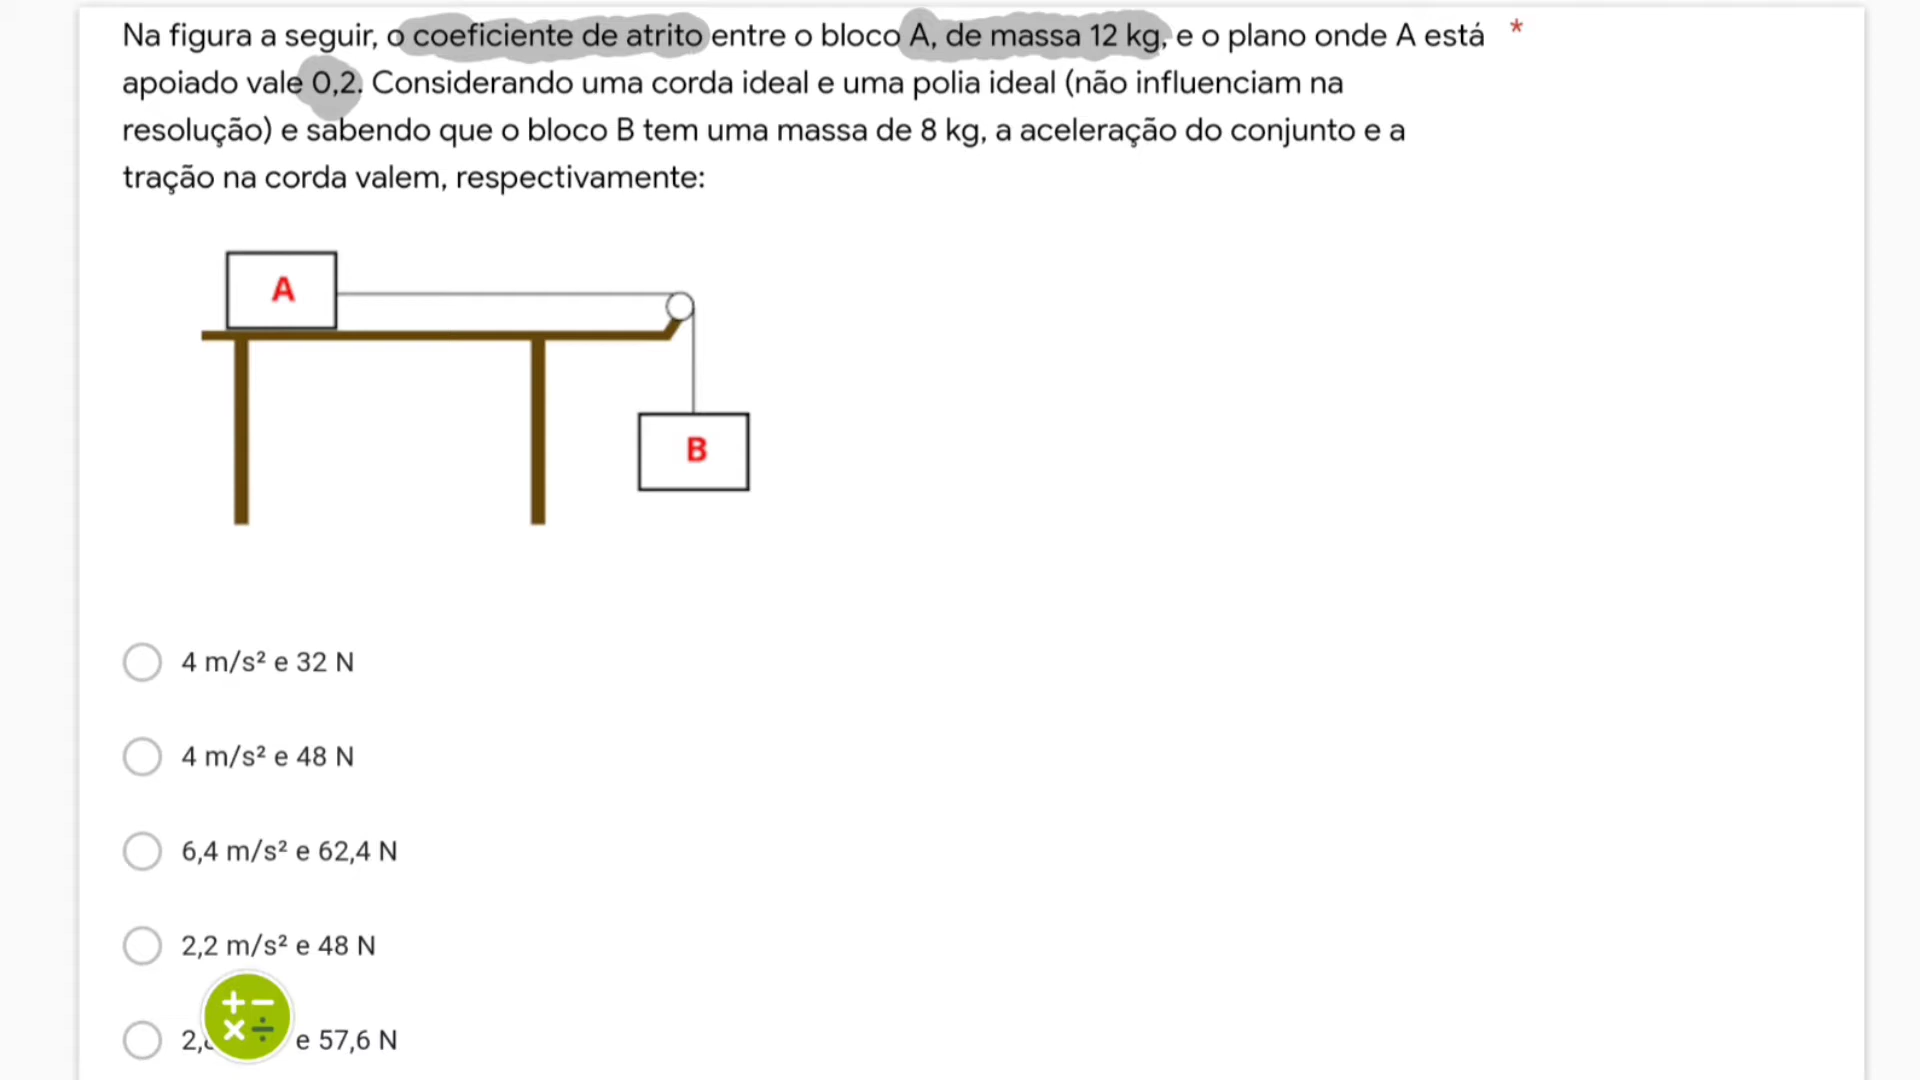 Na figura a seguir, o coeficiente de atrito entre o bloco A, de massa 12 kg, e o plano onde A está *
apoiado vale 0,2. Considerando uma corda ideal e uma polia ideal (não influenciam na
resolução) e sabendo que o bloco B tem uma massa de 8 kg, a aceleração do conjunto e a
tração na corda valem, respectivamente:
A
B
4 m/s² e 32 N
4 m/s² e 48 N
6,4 m/s² e 62,4 N
2,2 m/s² e 48 N
e 57,6 N